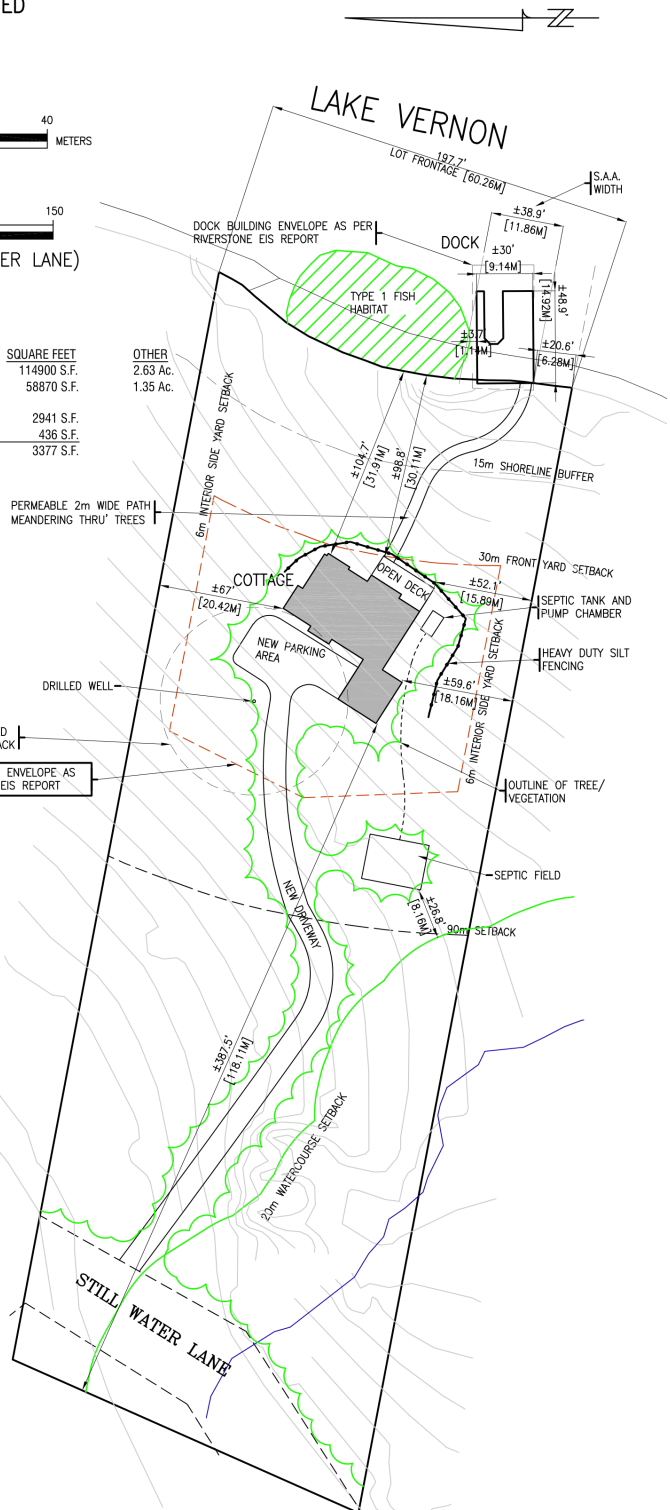 ED
40
METERS
150
ER LANE)
LAKE VERNON
197.7'
LOT FRONTAGE [60.26M]
S.A.A.
WIDTH
±38.9'
[11.86M]
DOCK BUILDING ENVELOPE AS PER
RIVERSTONE EIS REPORT
DOCK
±30'
[9.14M]
±48.9'
[14.92M]
TYPE 1 FISH
HABITAT
±3.7'
[1.14M]
±20.6'
[6.28M]
SQUARE FEET OTHER
114900 S.F. 2.63 Ac.
58870 S.F. 1.35 Ac.
2941 S.F.
436 S.F.
3377 S.F.
6m INTERIOR SIDE YARD SETBACK
±104.7'
[31.91M]
±98.8'
[30.11M]
15m SHORELINE BUFFER
PERMEABLE 2m WIDE PATH
MEANDERING THRU' TREES
30m FRONT YARD SETBACK
COTTAGE
OPEN DECK
±67'
[20.42M]
±52.1'
[15.89M]
SEPTIC TANK AND
PUMP CHAMBER
NEW PARKING
AREA
HEAVY DUTY SILT
FENCING
DRILLED WELL
±59.6'
[18.16M]
6m INTERIOR SIDE YARD SETBACK
D
ACK
ENVELOPE AS
EIS REPORT
OUTLINE OF TREE/
VEGETATION
SEPTIC FIELD
NEW DRIVEWAY
±26.8'
[8.16M]
90m SETBACK
±387.5'
[118.11M]
20m WATERCOURSE SETBACK
STILL WATER LANE